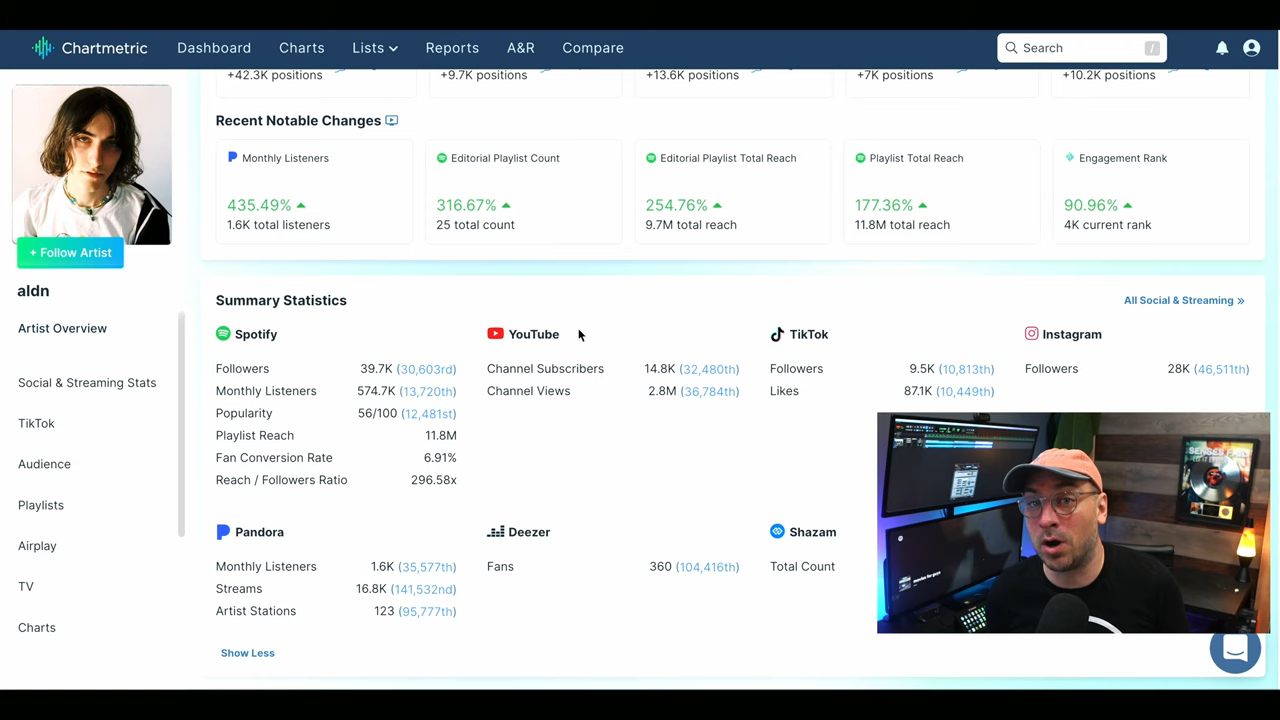 Chartmetric Dashboard Charts Lists Reports A&R Compare Search /
+42.3K positions +9.7K positions +13.6K positions +7K positions +10.2K positions
Recent Notable Changes
Monthly Listeners Editorial Playlist Count Editorial Playlist Total Reach Playlist Total Reach Engagement Rank
435.49% 316.67% 254.76% 177.36% 90.96%
1.6K total listeners 25 total count 9.7M total reach 11.8M total reach 4K current rank
+ Follow Artist
aldn
Artist Overview
Social & Streaming Stats
TikTok
Audience
Playlists
Airplay
TV
Charts
Summary Statistics All Social & Streaming »
Spotify YouTube TikTok Instagram
Followers 39.7K (30,603rd) Channel Subscribers 14.8K (32,480th) Followers 9.5K (10,813th) Followers 28K (46,511th)
Monthly Listeners 574.7K (13,720th) Channel Views 2.8M (36,784th) Likes 87.1K (10,449th)
Popularity 56/100 (12,481st)
Playlist Reach 11.8M
Fan Conversion Rate 6.91%
Reach / Followers Ratio 296.58x
SENSES FAIL
Pandora Deezer Shazam
Monthly Listeners 1.6K (35,577th) Fans 360 (104,416th) Total Count
Streams 16.8K (141,532nd)
Artist Stations 123 (95,777th)
Show Less